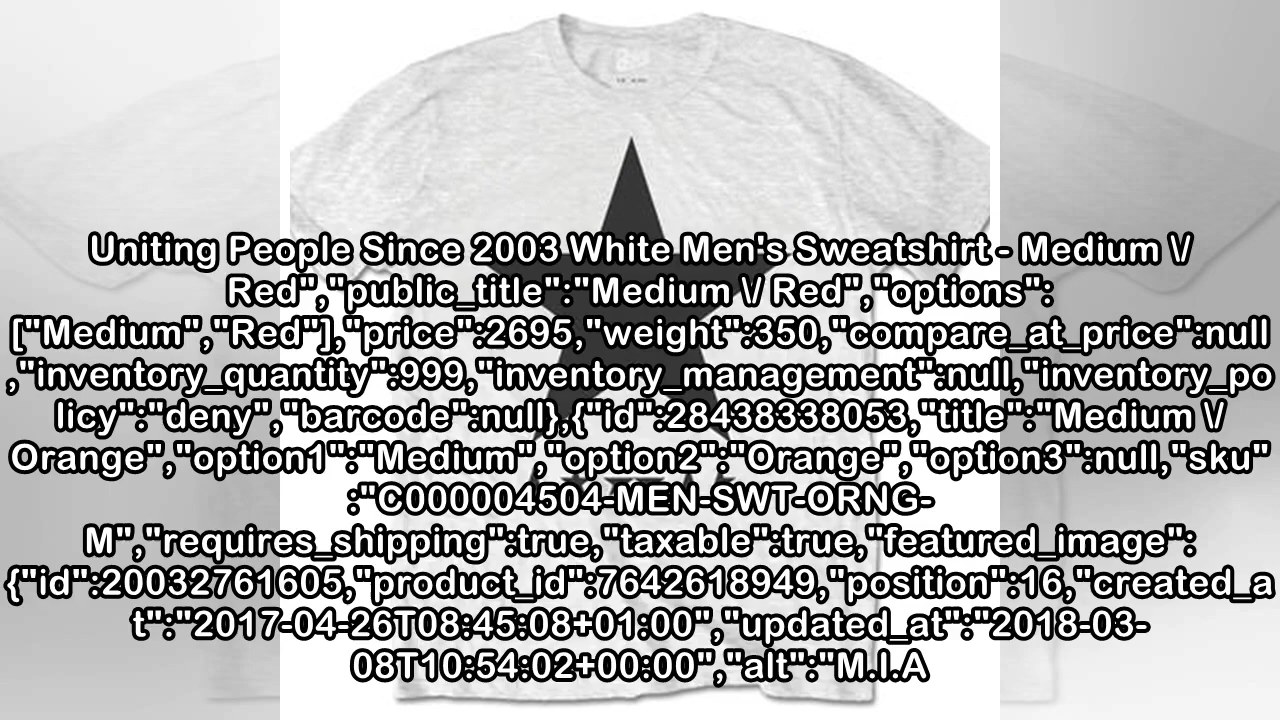 Uniting People Since 2003 White Men's Sweatshirt - Medium \/
Red","public_title":"Medium \/ Red","options":
["Medium","Red"],"price":2695,"weight":350,"compare_at_price":null
,"inventory_quantity":999,"inventory_management":null,"inventory_po
licy":"deny","barcode":null},{"id":28438338053,"title":"Medium \/
Orange","option1":"Medium","option2":"Orange","option3":null,"sku"
:"C000004504-MEN-SWT-ORNG-
M","requires_shipping":true,"taxable":true,"featured_image":
{"id":20032761605,"product_id":7642618949,"position":16,"created_a
t":"2017-04-26T08:45:08+01:00","updated_at":"2018-03-
08T10:54:02+00:00","alt":"M.I.A